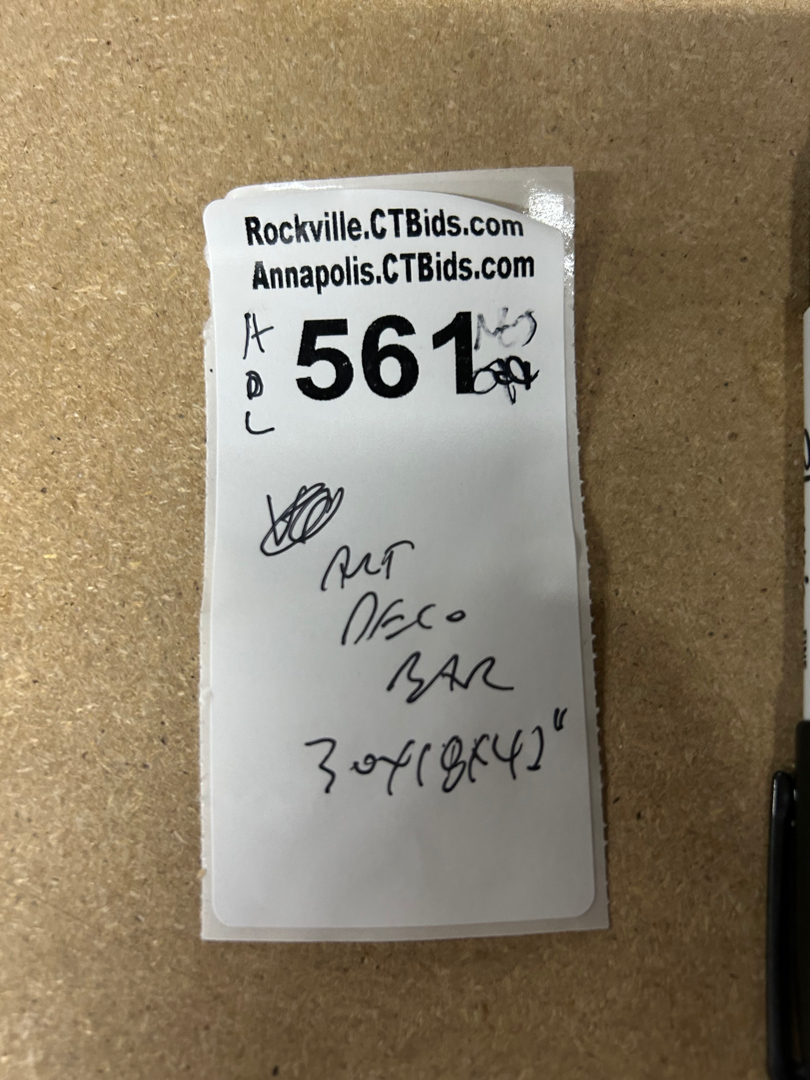 Rockville.CTBids.com
Annapolis.CTBids.com
561
ART
DECO
BAR
30X18X42"